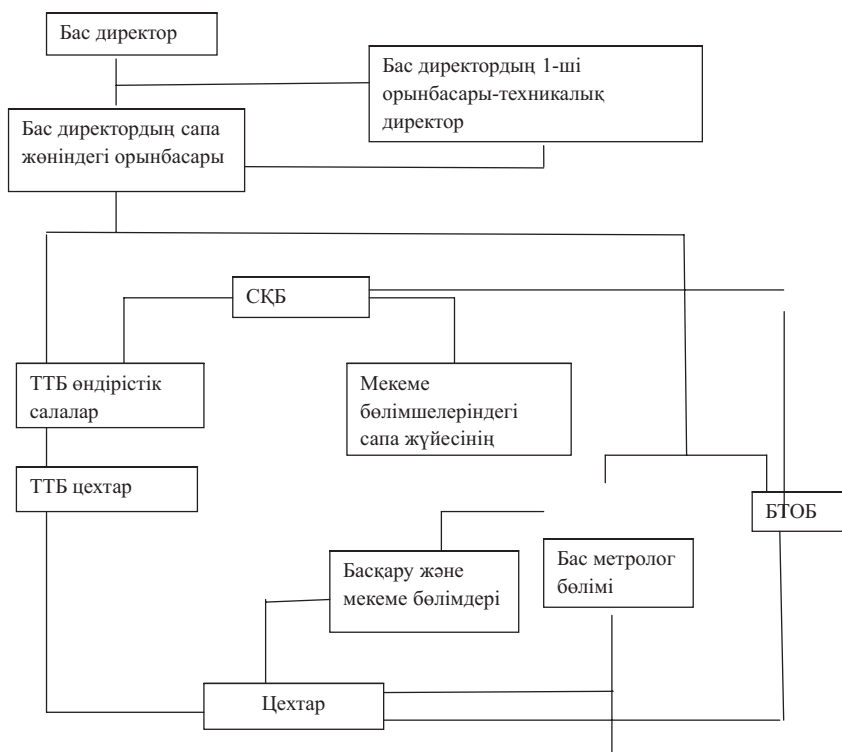 Бас директор
Бас директордың 1-ші
орынбасары-техникалық
директор
Бас директордың сапа
жөніндегі орынбасары
СҚБ
ТТБ өндірістік
салалар
Мекеме
бөлімшелеріндегі
сапа жүйесінің
ТТБ цехтар
БТОБ
Басқару және
мекеме бөлімдері
Бас метролог
бөлімі
Цехтар